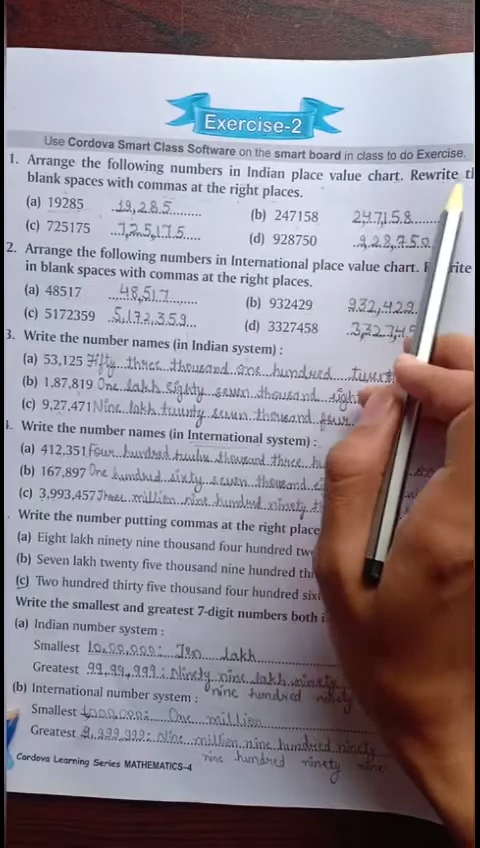 Exercise-2
Use Cordova Smart Class Software on the smart board in class to do Exercise.
1. Arrange the following numbers in Indian place value chart. Rewrite
blank spaces with commas at the right places.
(a) 19285 19,285 (b) 247158 2,47,158
(c) 725175 7,25,175 (d) 928750 9,28,750
2. Arrange the following numbers in International place value chart.
in blank spaces with commas at the right places.
(a) 48517 48,517 (b) 932429 932,429
(c) 5172359 5,172,359 (d) 3327458
3. Write the number names (in Indian system) :
(a) 53,125 Fifty three thousand one hundred
(b) 1,87,819 One lakh eighty seven thousand eight
(c) 9,27,471 Nine lakh twenty seven thousand four
Write the number names (in International system) :
(a) 412,351 Four hundred twelve thousand three
(b) 167,897 One hundred sixty seven thousand
(c) 3,993,457 Three million nine hundred ninety
Write the number putting commas at the right place
(a) Eight lakh ninety nine thousand four hundred
(b) Seven lakh twenty five thousand nine hundred
(c) Two hundred thirty five thousand four hundred
Write the smallest and greatest 7-digit numbers both
(a) Indian number system :
Smallest 10,00,000: Ten lakh
Greatest 99,99,999: Ninety nine lakh ninety
nine thousand nine hundred ninety
(b) International number system :
Smallest 1,000,000: One million
Greatest 9,999,999: Nine million nine hundred ninety
nine hundred ninety nine
Cordova Learning Series MATHEMATICS-4